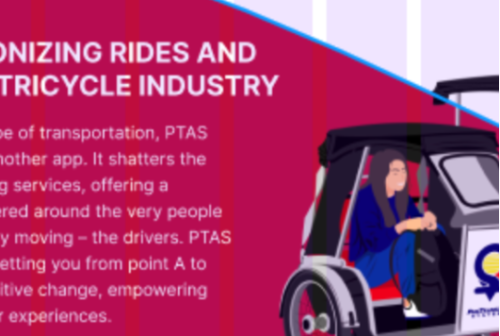 ONIZING RIDES AND
TRICYCLE INDUSTRY
pe of transportation, PTAS
nother app. It shatters the
g services, offering a
ered around the very people
y moving – the drivers. PTAS
etting you from point A to
itive change, empowering
r experiences.